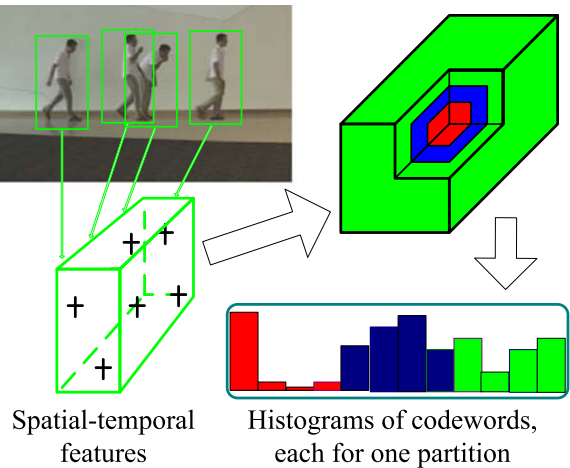 Spatial-temporal
features
Histograms of codewords,
each for one partition